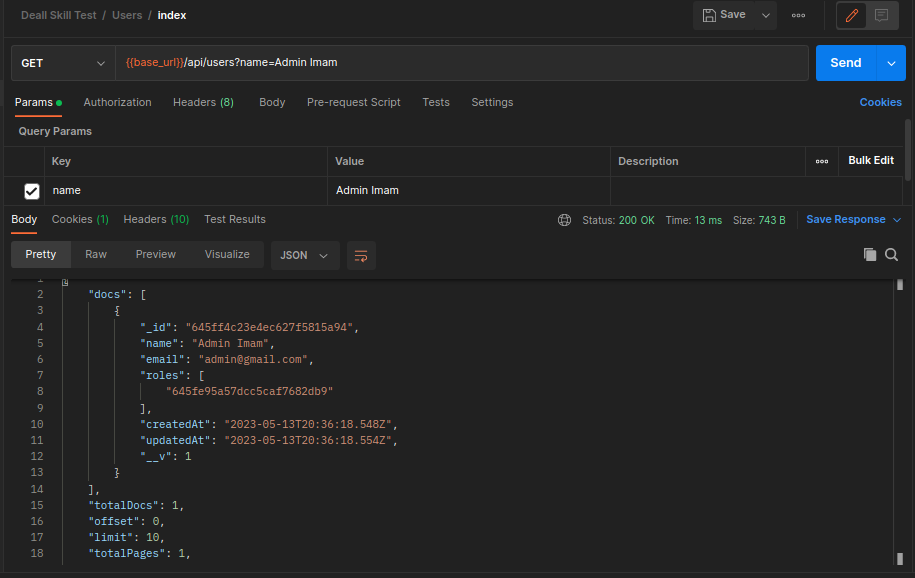 Deall Skill Test / Users / index
Save
GET
{{base_url}}/api/users?name=Admin Imam
Send
Params Authorization Headers (8) Body Pre-request Script Tests Settings Cookies
Query Params
Key Value Description Bulk Edit
name Admin Imam
Body Cookies (1) Headers (10) Test Results Status: 200 OK Time: 13 ms Size: 743 B Save Response
Pretty Raw Preview Visualize JSON
1 {
2 "docs": [
3 {
4 "_id": "645ff4c23e4ec627f5815a94",
5 "name": "Admin Imam",
6 "email": "admin@gmail.com",
7 "roles": [
8 "645fe95a57dcc5caf7682db9"
9 ],
10 "createdAt": "2023-05-13T20:36:18.548Z",
11 "updatedAt": "2023-05-13T20:36:18.554Z",
12 "__v": 1
13 }
14 ],
15 "totalDocs": 1,
16 "offset": 0,
17 "limit": 10,
18 "totalPages": 1,